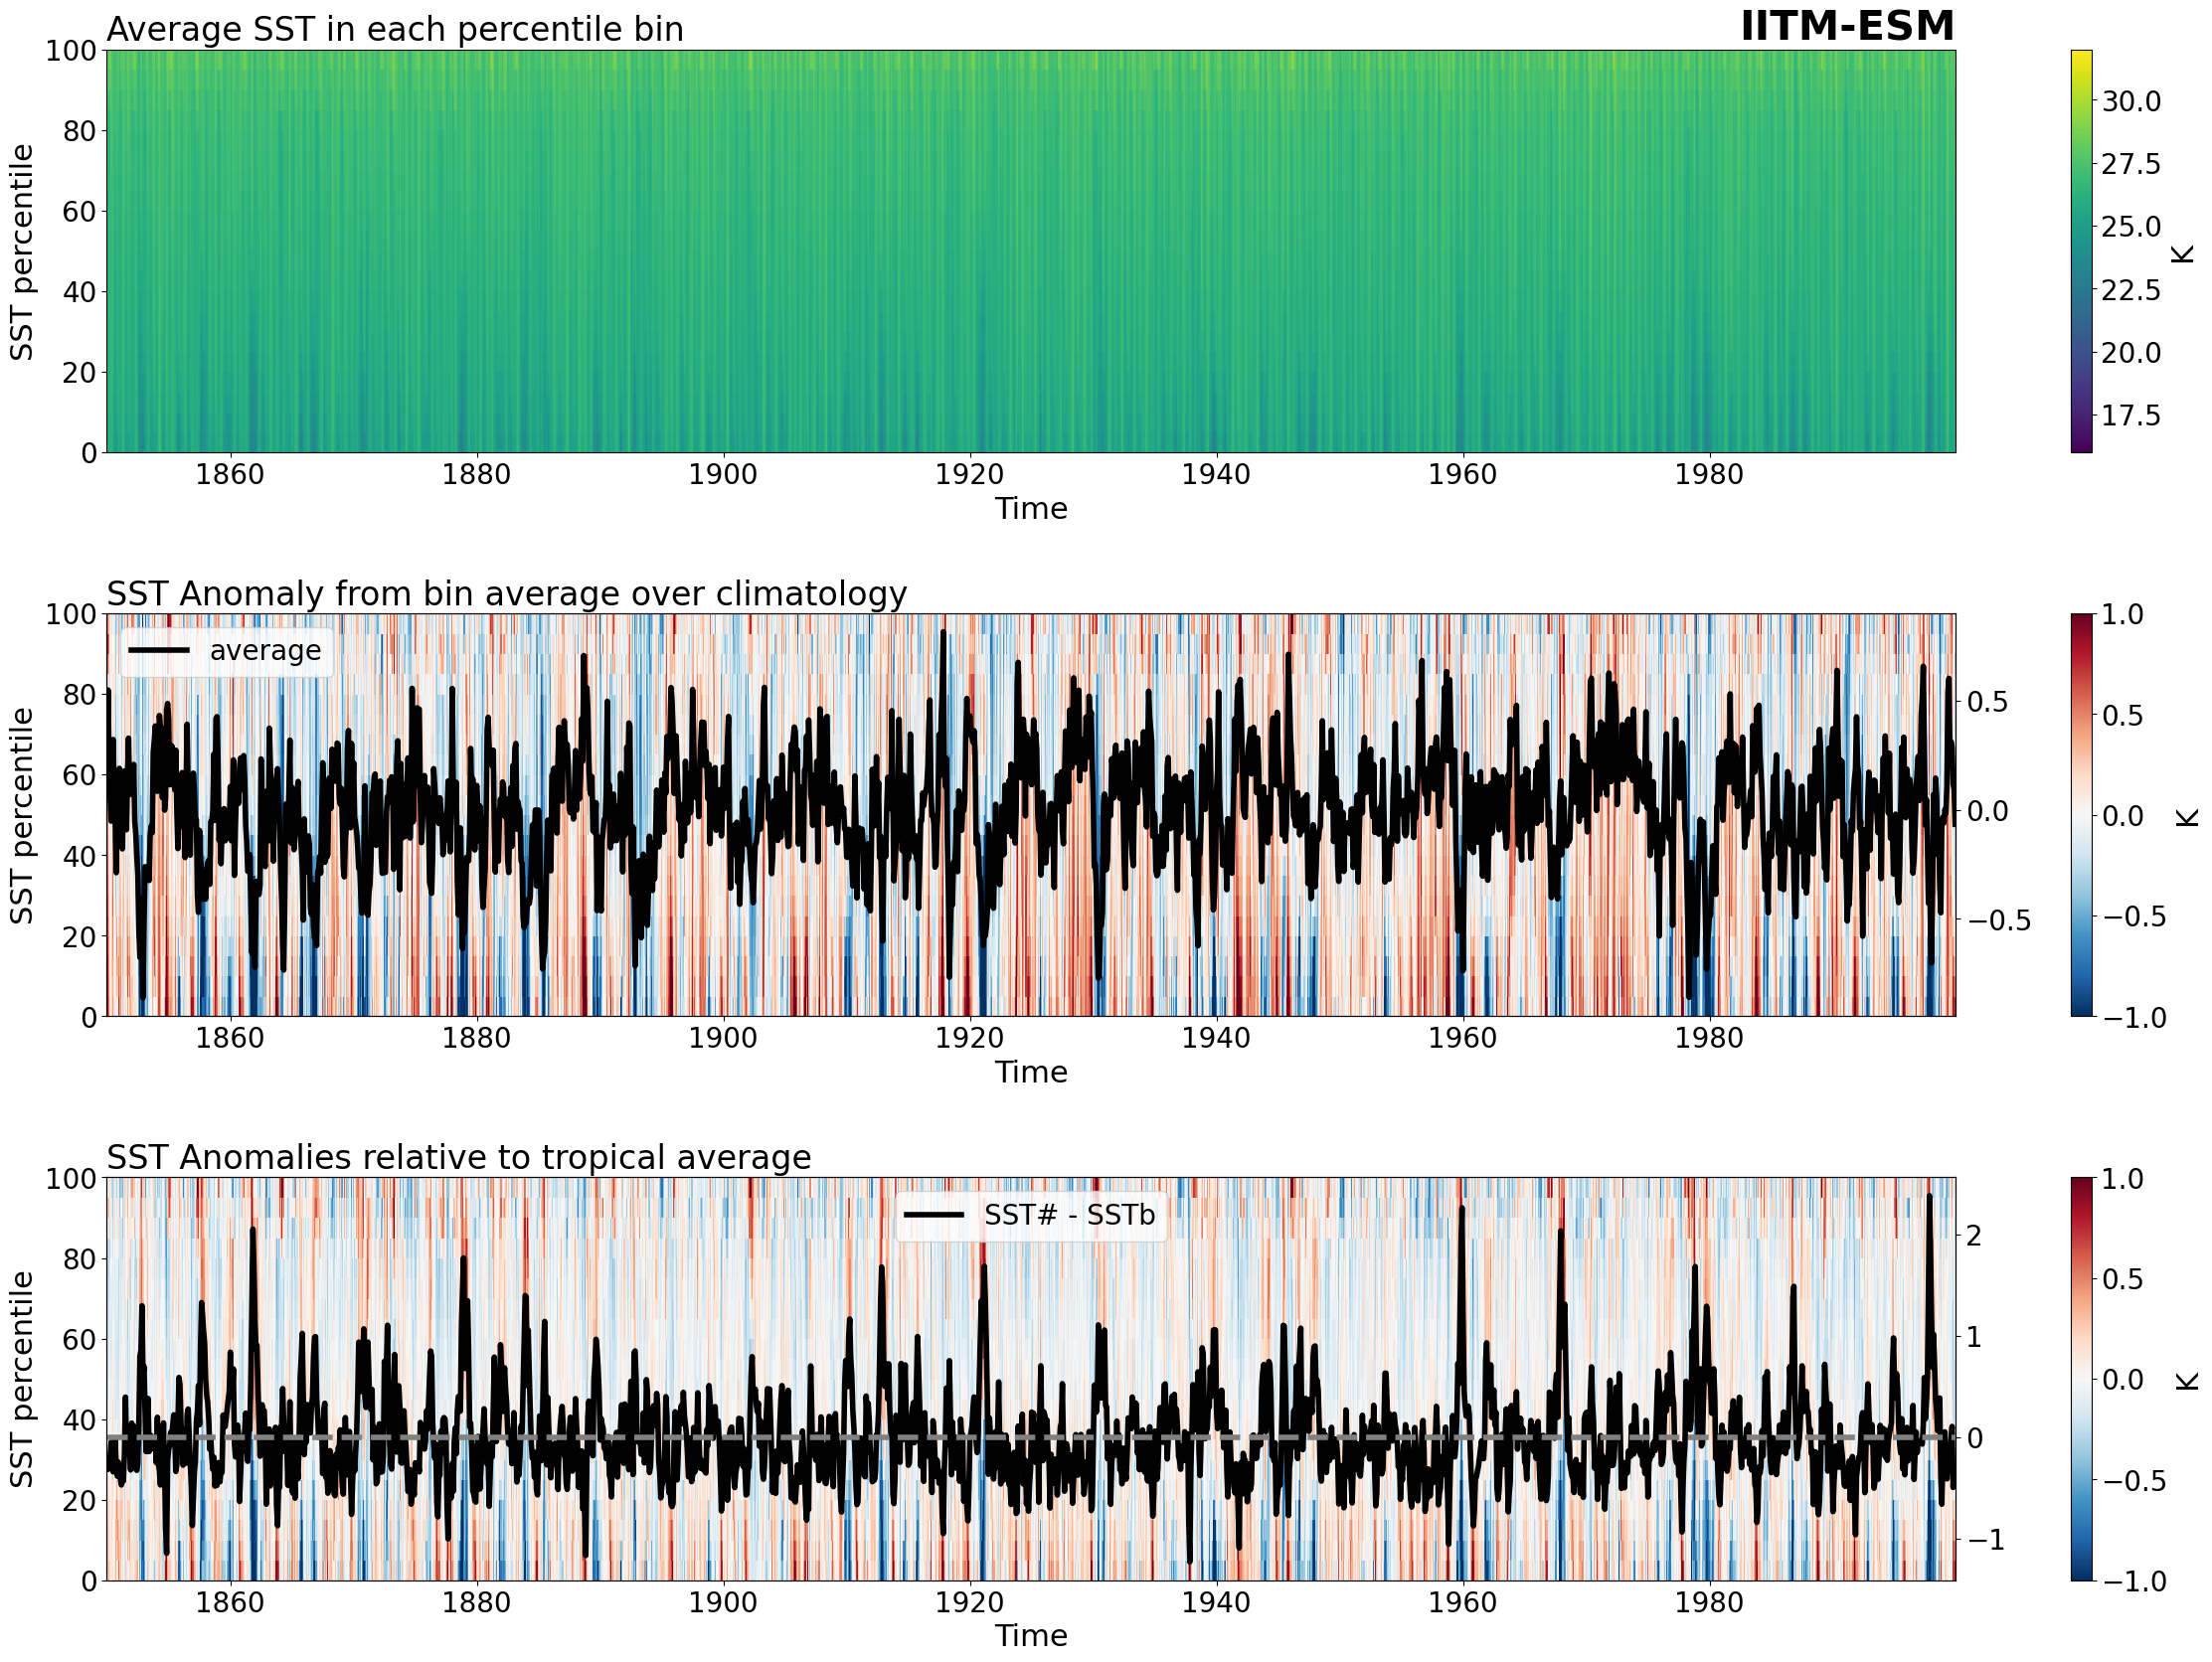 Average SST in each percentile bin
IITM-ESM
100
80
60
40
20
0
SST percentile
1860 1880 1900 1920 1940 1960 1980
Time
30.0
27.5
25.0
22.5
20.0
17.5
K
SST Anomaly from bin average over climatology
average
100
80
60
40
20
0
SST percentile
1860 1880 1900 1920 1940 1960 1980
Time
0.5
0.0
−0.5
1.0
0.5
0.0
−0.5
−1.0
K
SST Anomalies relative to tropical average
SST# - SSTb
100
80
60
40
20
0
SST percentile
1860 1880 1900 1920 1940 1960 1980
Time
2
1
0
−1
1.0
0.5
0.0
−0.5
−1.0
K